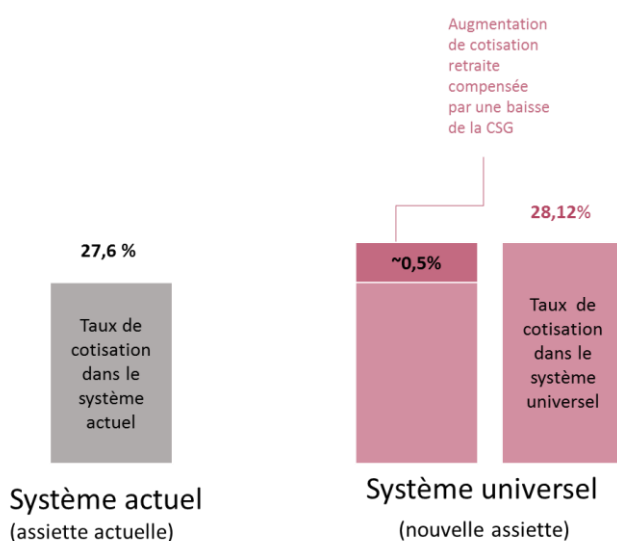 Augmentation
de cotisation
retraite
compensée
par une baisse
de la CSG
28,12%
27,6 %
~0,5%
Taux de
cotisation
dans le
système
actuel
Taux de
cotisation
dans le
système
universel
Système actuel
(assiette actuelle)
Système universel
(nouvelle assiette)